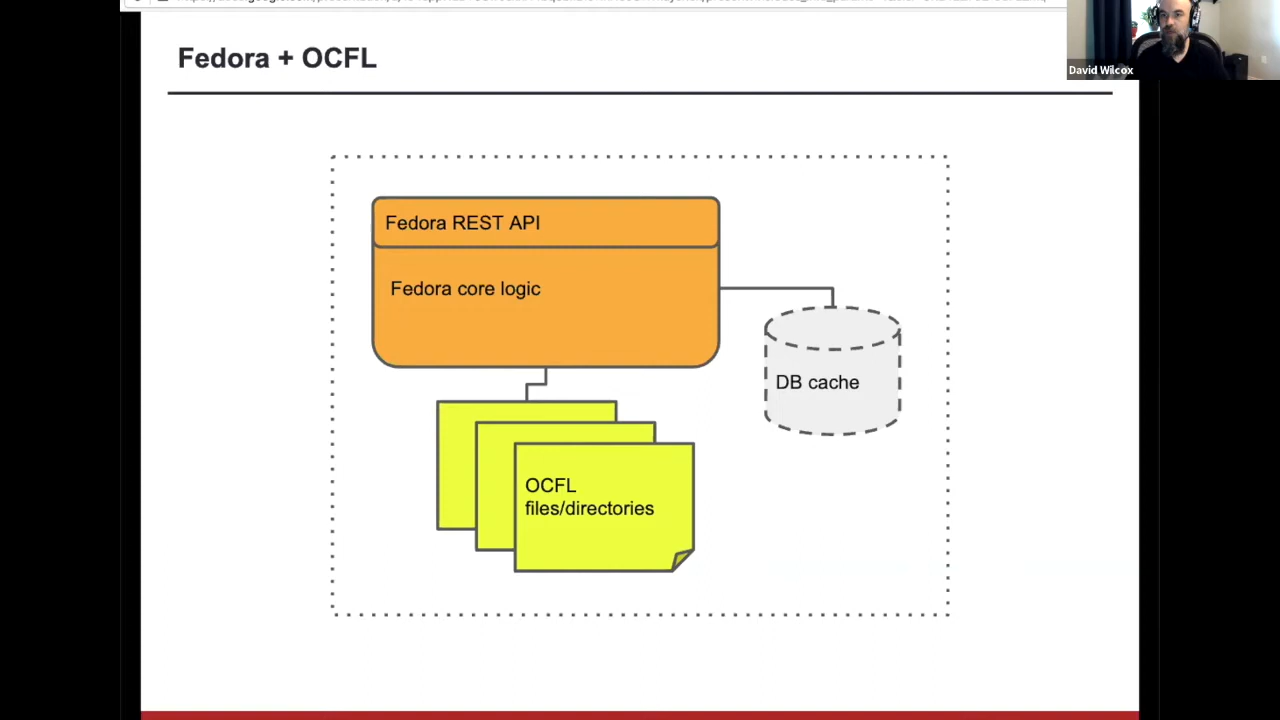 Fedora + OCFL
David Wilcox
Fedora REST API
Fedora core logic
DB cache
OCFL
files/directories